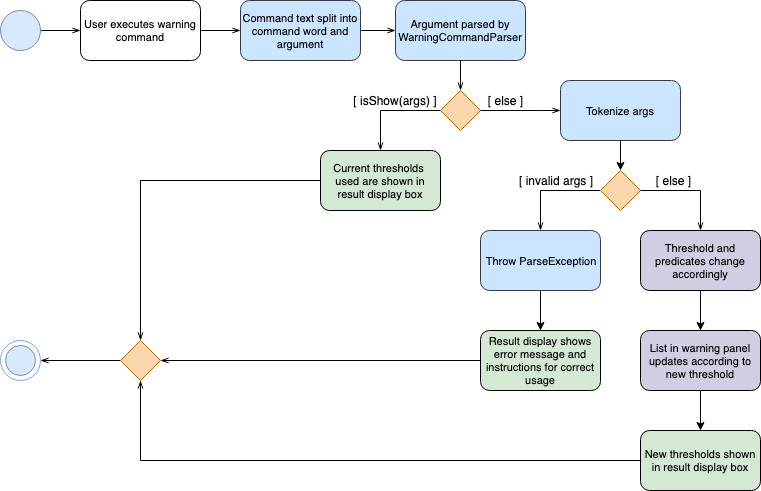 User executes warning
command
Command text split into
command word and
argument
Argument parsed by
WarningCommandParser
[ isShow(args) ]
[ else ]
Tokenize args
Current thresholds
used are shown in
result display box
[ invalid args ]
[ else ]
Throw ParseException
Threshold and
predicates change
accordingly
Result display shows
error message and
instructions for correct
usage
List in warning panel
updates according to
new threshold
New thresholds shown
in result display box